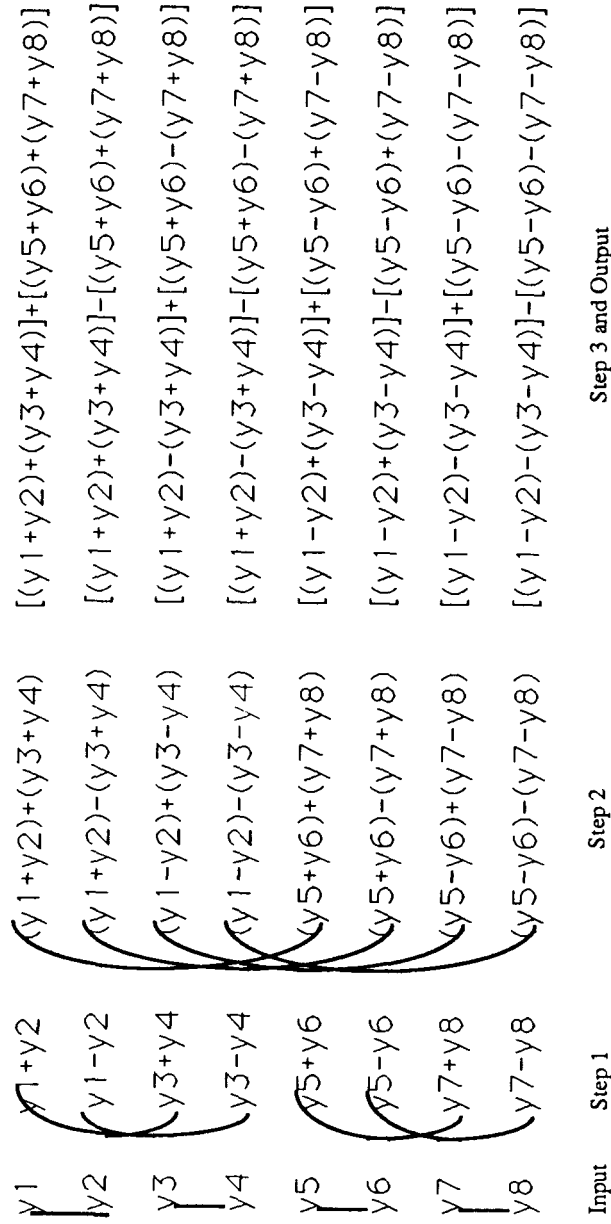 y1 y1+y2 (y1+y2)+(y3+y4) [(y1+y2)+(y3+y4)]+[(y5+y6)+(y7+y8)]
y2 y1-y2 (y1+y2)-(y3+y4) [(y1+y2)+(y3+y4)]-[(y5+y6)+(y7+y8)]
y3 y3+y4 (y1-y2)+(y3-y4) [(y1+y2)-(y3+y4)]+[(y5+y6)-(y7+y8)]
y4 y3-y4 (y1-y2)-(y3-y4) [(y1+y2)-(y3+y4)]-[(y5+y6)-(y7+y8)]
y5 y5+y6 (y5+y6)+(y7+y8) [(y1-y2)+(y3-y4)]+[(y5-y6)+(y7-y8)]
y6 y5-y6 (y5+y6)-(y7+y8) [(y1-y2)+(y3-y4)]-[(y5-y6)+(y7-y8)]
y7 y7+y8 (y5-y6)+(y7-y8) [(y1-y2)-(y3-y4)]+[(y5-y6)-(y7-y8)]
y8 y7-y8 (y5-y6)-(y7-y8) [(y1-y2)-(y3-y4)]-[(y5-y6)-(y7-y8)]
Input Step 1 Step 2 Step 3 and Output